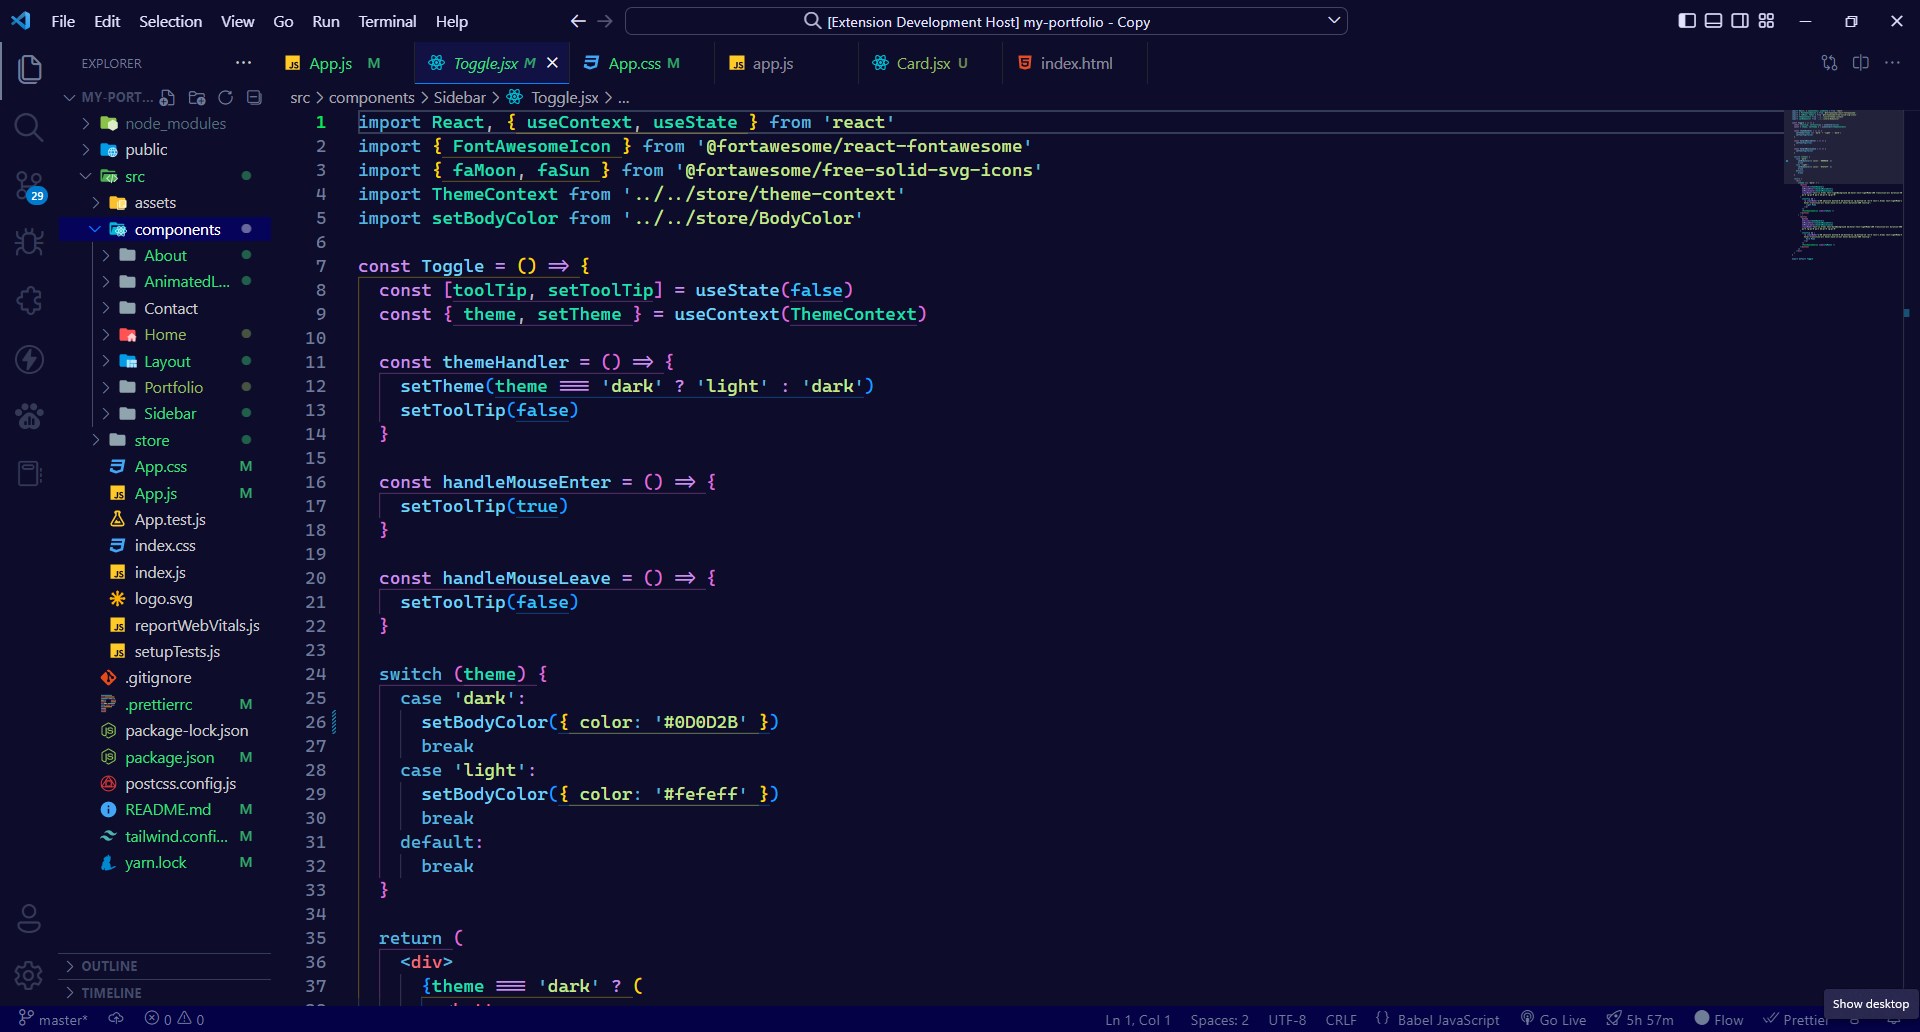 File Edit Selection View Go Run Terminal Help
[Extension Development Host] my-portfolio - Copy
EXPLORER
JS App.js M
Toggle.jsx M
App.css M
JS app.js
Card.jsx U
index.html
src > components > Sidebar > Toggle.jsx > ...
MY-PORT...
node_modules
public
src
assets
components
About
AnimatedL...
Contact
Home
Layout
Portfolio
Sidebar
store
App.css M
JS App.js M
App.test.js
index.css
JS index.js
logo.svg
JS reportWebVitals.js
JS setupTests.js
.gitignore
.prettierrc M
package-lock.json
package.json M
postcss.config.js
README.md M
tailwind.confi... M
yarn.lock M
OUTLINE
TIMELINE
29
1 import React, { useContext, useState } from 'react'
2 import { FontAwesomeIcon } from '@fortawesome/react-fontawesome'
3 import { faMoon, faSun } from '@fortawesome/free-solid-svg-icons'
4 import ThemeContext from '../../store/theme-context'
5 import setBodyColor from '../../store/BodyColor'
6
7 const Toggle = () => {
8 const [toolTip, setToolTip] = useState(false)
9 const { theme, setTheme } = useContext(ThemeContext)
10
11 const themeHandler = () => {
12 setTheme(theme === 'dark' ? 'light' : 'dark')
13 setToolTip(false)
14 }
15
16 const handleMouseEnter = () => {
17 setToolTip(true)
18 }
19
20 const handleMouseLeave = () => {
21 setToolTip(false)
22 }
23
24 switch (theme) {
25 case 'dark':
26 setBodyColor({ color: '#0D0D2B' })
27 break
28 case 'light':
29 setBodyColor({ color: '#fefeff' })
30 break
31 default:
32 break
33 }
34
35 return (
36 <div>
37 {theme === 'dark' ? (
Show desktop
master* 0 0 Ln 1, Col 1 Spaces: 2 UTF-8 CRLF {} Babel JavaScript Go Live 5h 57m Flow Prettier